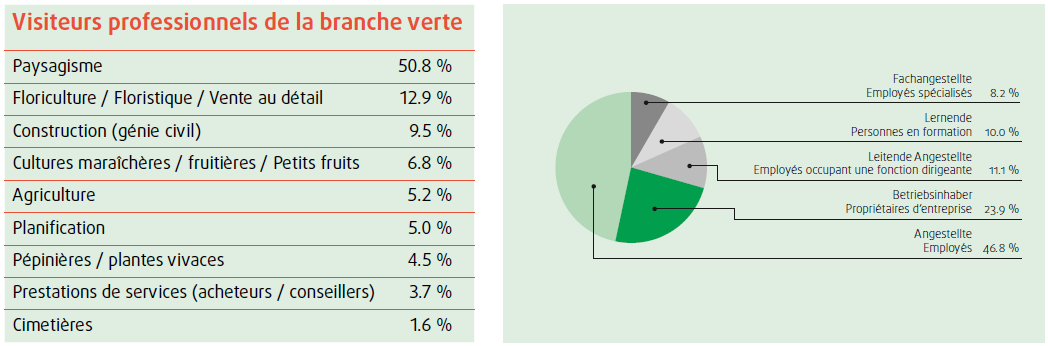 Visiteurs professionnels de la branche verte
Paysagisme 50.8 %
Floriculture / Floristique / Vente au détail 12.9 %
Construction (génie civil) 9.5 %
Cultures maraîchères / fruitières / Petits fruits 6.8 %
Agriculture 5.2 %
Planification 5.0 %
Pépinières / plantes vivaces 4.5 %
Prestations de services (acheteurs / conseillers) 3.7 %
Cimetières 1.6 %
Fachangestellte
Employés spécialisés 8.2 %
Lernende
Personnes en formation 10.0 %
Leitende Angestellte
Employés occupant une fonction dirigeante 11.1 %
Betriebsinhaber
Propriétaires d'entreprise 23.9 %
Angestellte
Employés 46.8 %